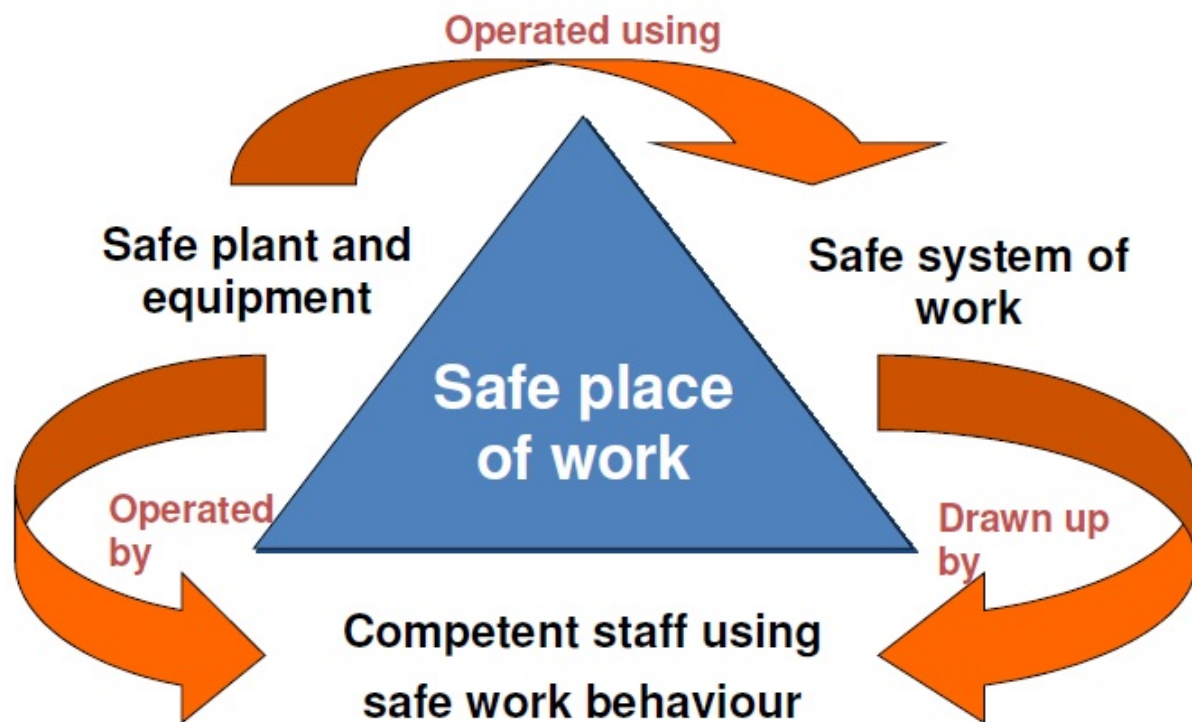 Operated using
Safe plant and
equipment
Safe system of
work
Safe place
of work
Operated
by
Drawn up
by
Competent staff using
safe work behaviour